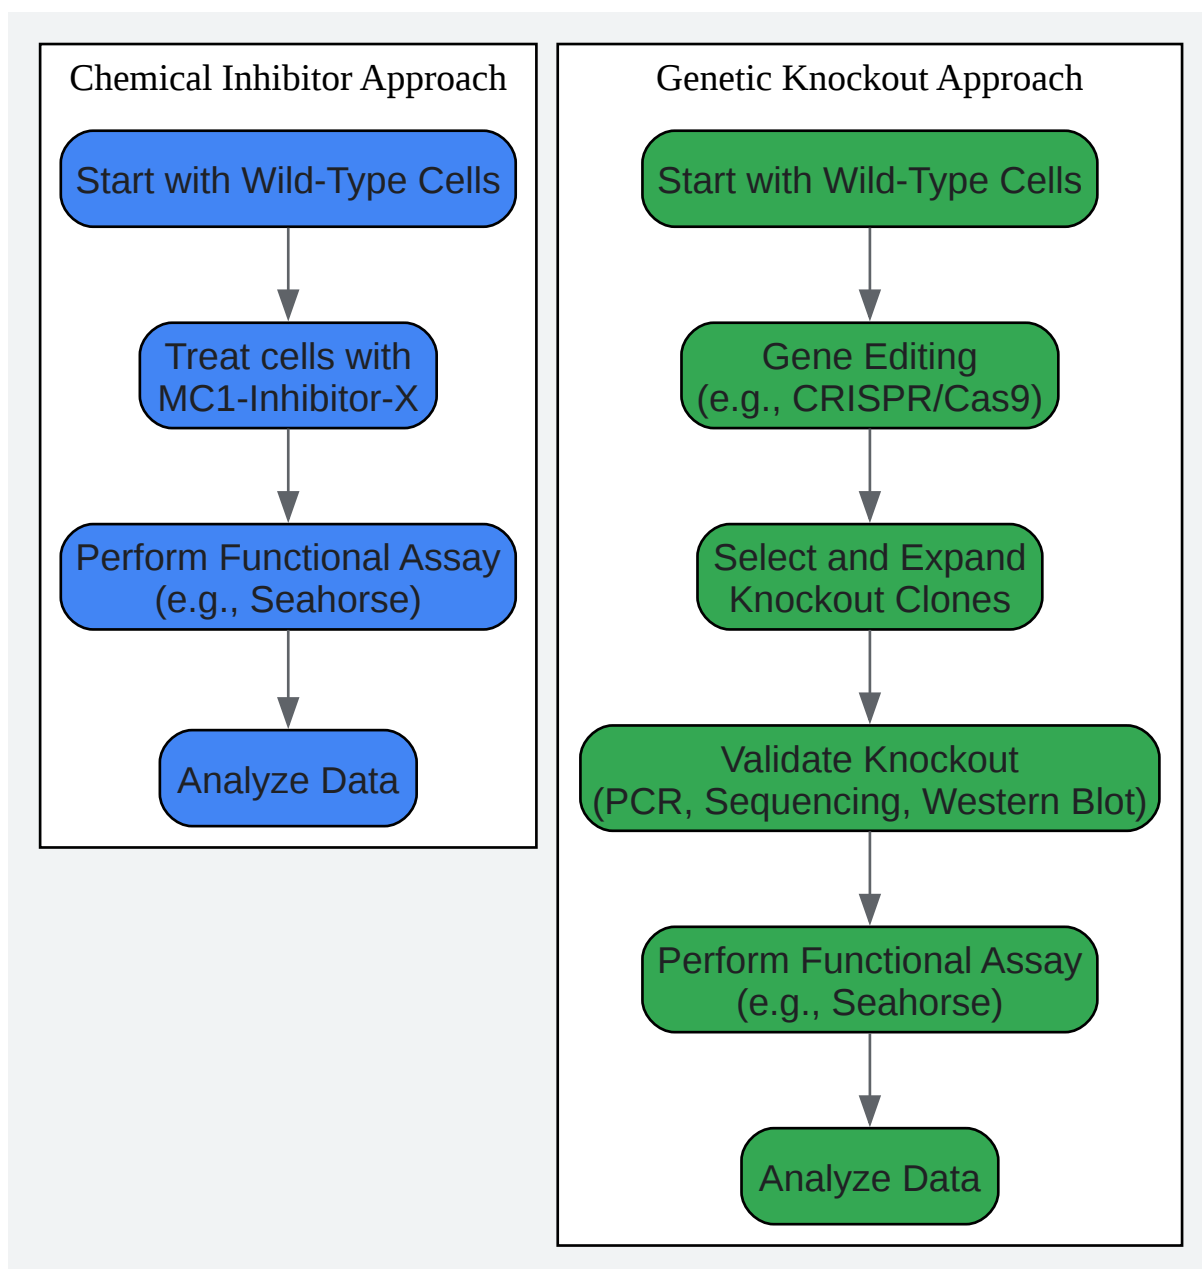 Chemical Inhibitor Approach
Start with Wild-Type Cells
Treat cells with
MC1-Inhibitor-X
Perform Functional Assay
(e.g., Seahorse)
Analyze Data
Genetic Knockout Approach
Start with Wild-Type Cells
Gene Editing
(e.g., CRISPR/Cas9)
Select and Expand
Knockout Clones
Validate Knockout
(PCR, Sequencing, Western Blot)
Perform Functional Assay
(e.g., Seahorse)
Analyze Data